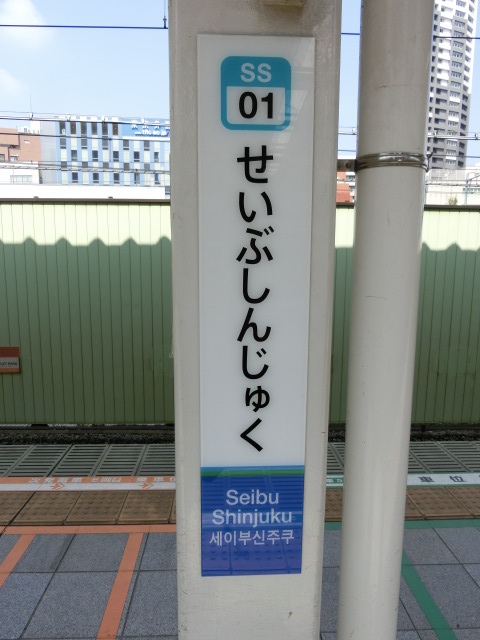 SS
01
せいぶしんじゅく
Seibu
Shinjuku
세이부신주쿠